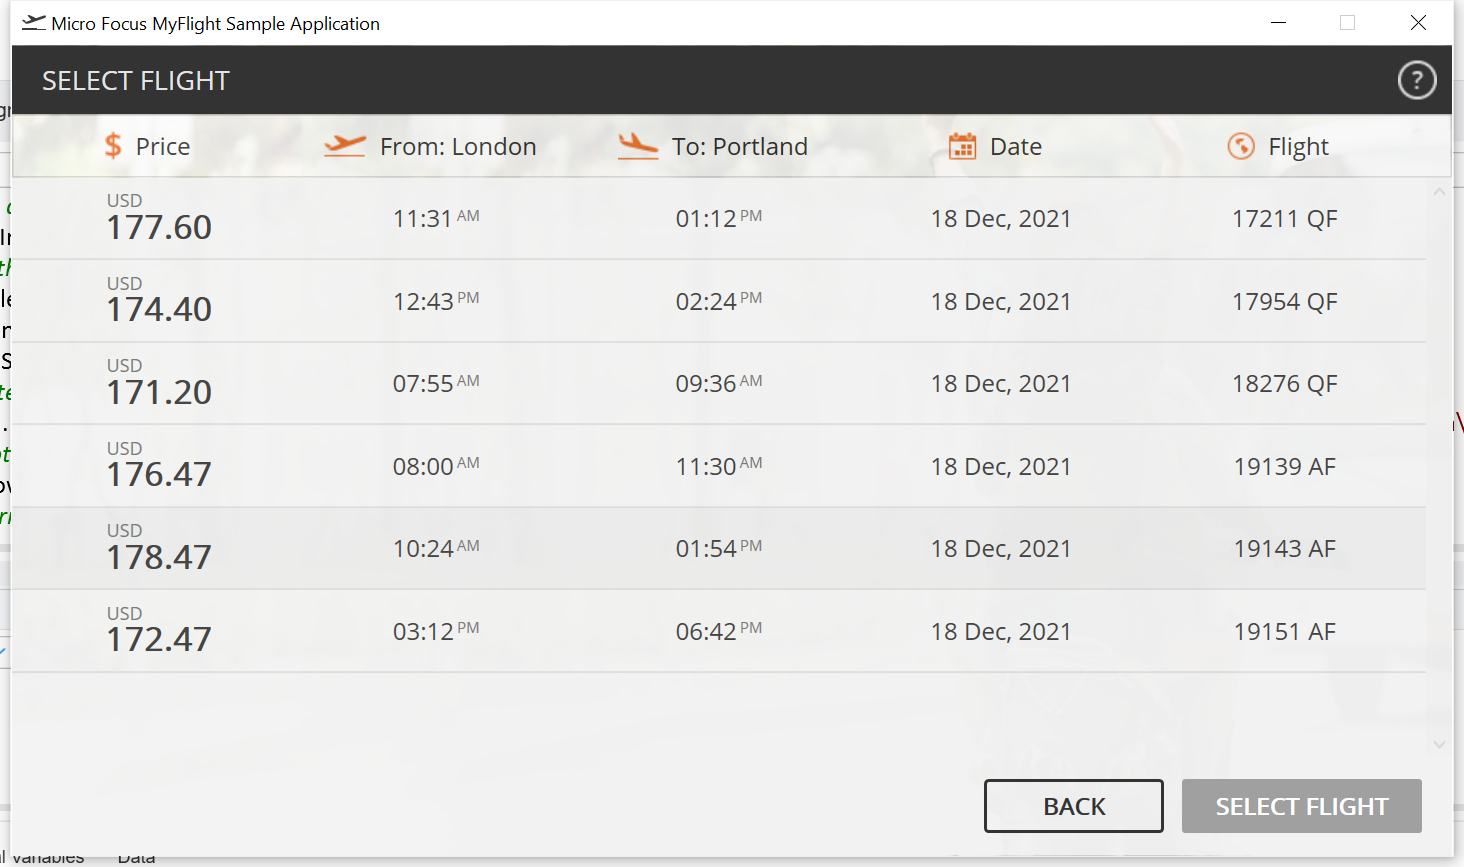 Micro Focus MyFlight Sample Application
SELECT FLIGHT ?
$ Price From: London To: Portland Date Flight
USD
177.60 11:31 AM 01:12 PM 18 Dec, 2021 17211 QF
USD
174.40 12:43 PM 02:24 PM 18 Dec, 2021 17954 QF
USD
171.20 07:55 AM 09:36 AM 18 Dec, 2021 18276 QF
USD
176.47 08:00 AM 11:30 AM 18 Dec, 2021 19139 AF
USD
178.47 10:24 AM 01:54 PM 18 Dec, 2021 19143 AF
USD
172.47 03:12 PM 06:42 PM 18 Dec, 2021 19151 AF
BACK SELECT FLIGHT
Data